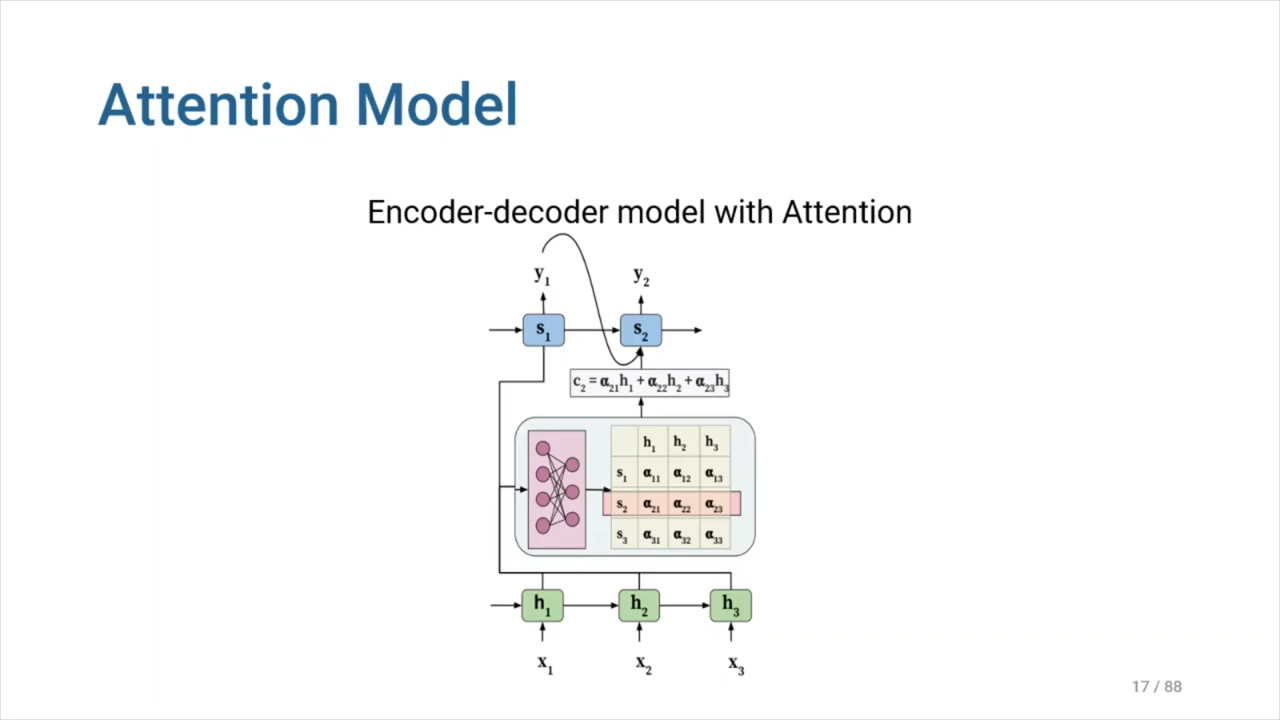 Attention Model
Encoder-decoder model with Attention
y₁ y₂
s₁ s₂
c₂ = α₂₁h₁ + α₂₂h₂ + α₂₃h₃
h₁ h₂ h₃
s₁ α₁₁ α₁₂ α₁₃
s₂ α₂₁ α₂₂ α₂₃
s₃ α₃₁ α₃₂ α₃₃
h₁ h₂ h₃
x₁ x₂ x₃
17 / 88